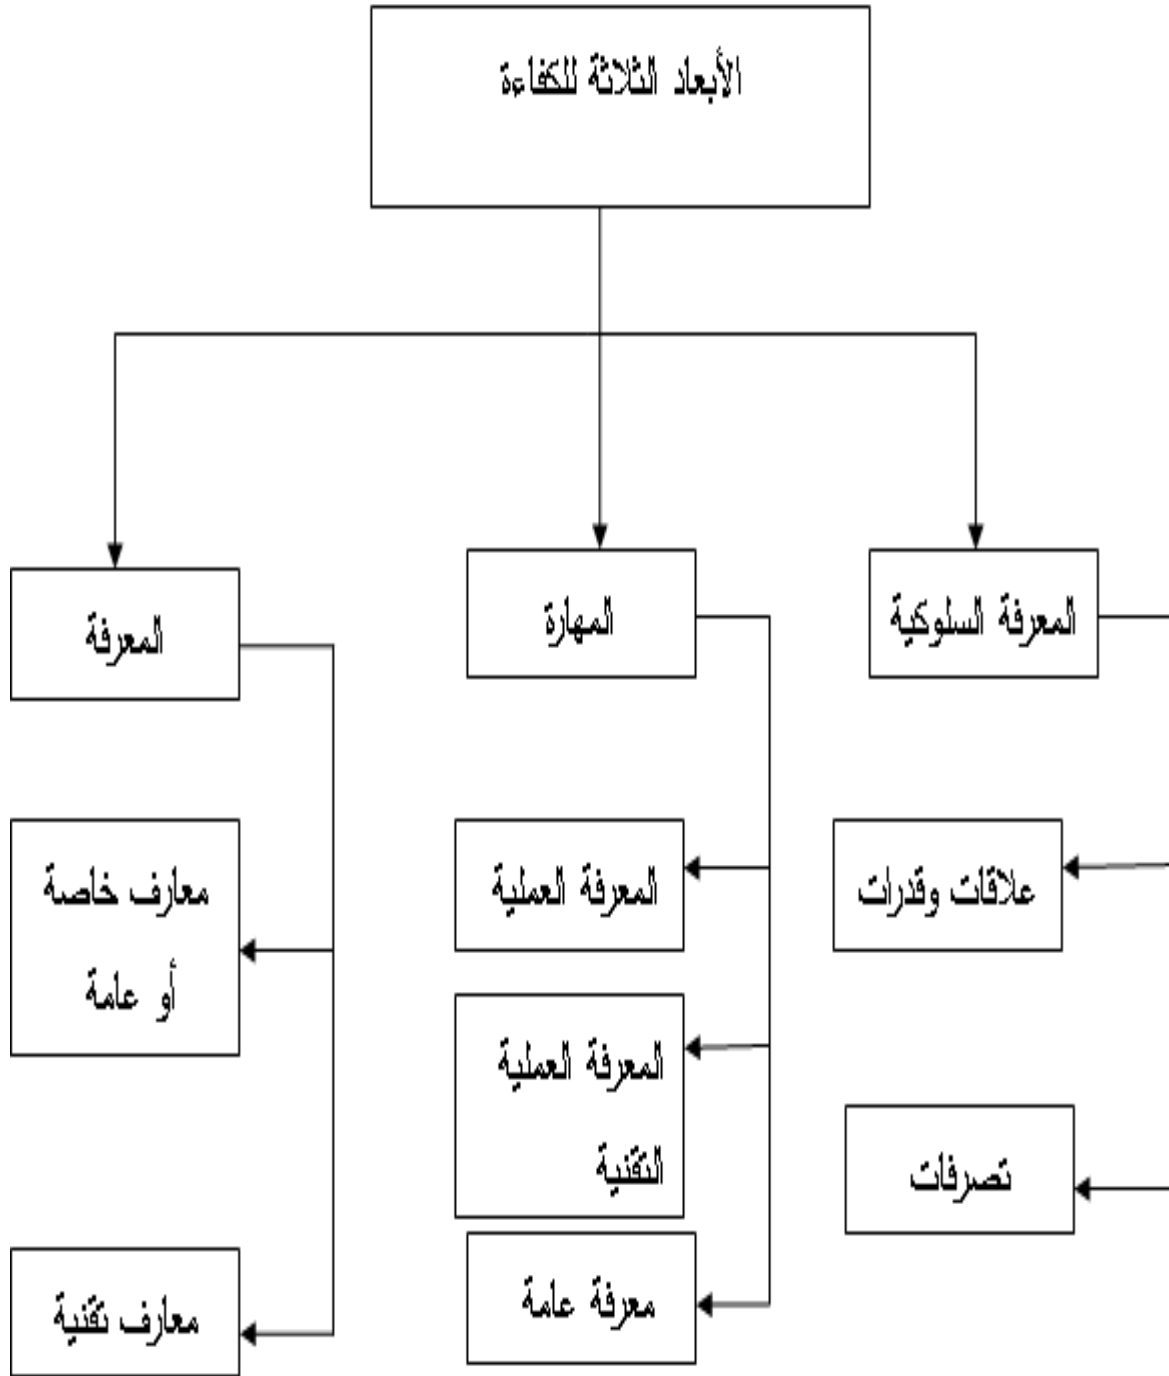 الأبعاد الثلاثة للكفاءة
المعرفة السلوكية
المهارة
المعرفة
علاقات وقدرات
المعرفة العملية
معارف خاصة
أو عامة
المعرفة العملية
التقنية
تصرفات
معرفة عامة
معارف تقنية